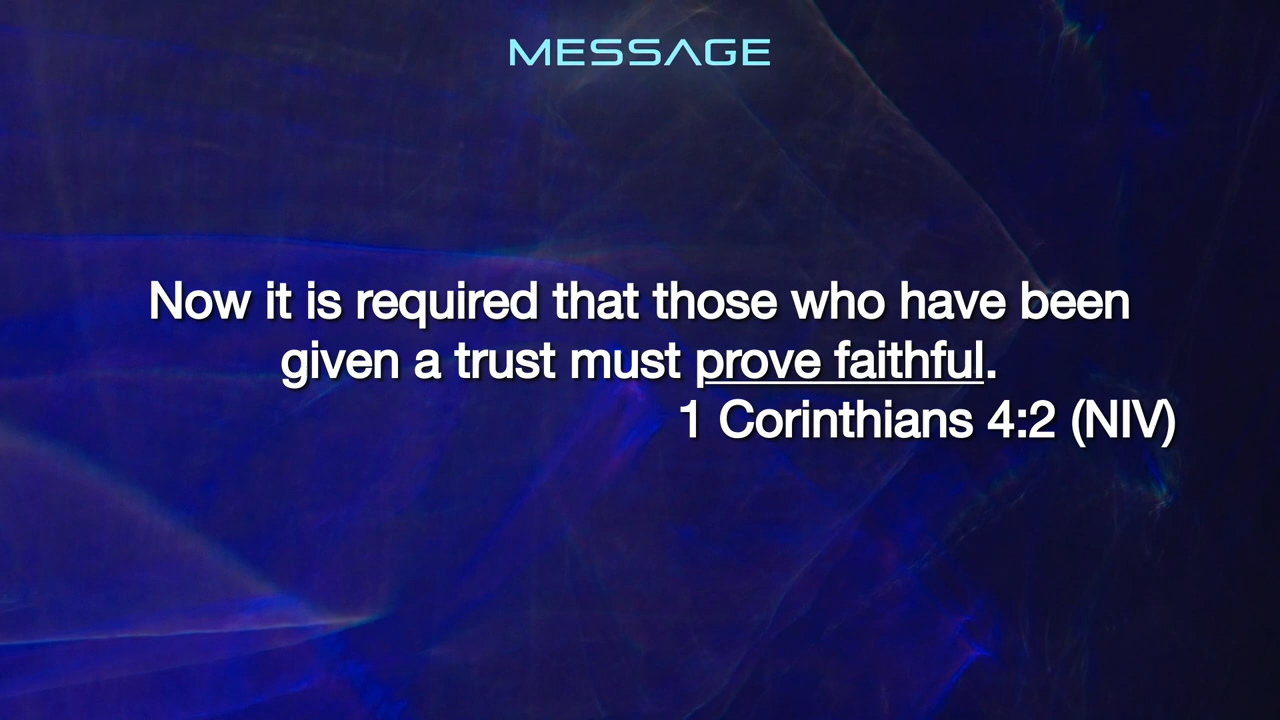 MESSAGE
Now it is required that those who have been
given a trust must prove faithful.
1 Corinthians 4:2 (NIV)